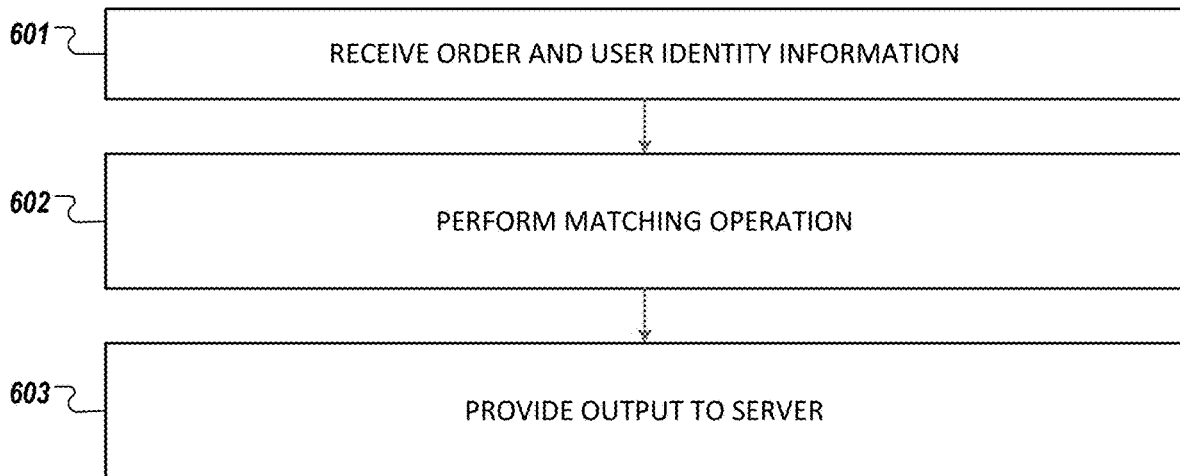 601
RECEIVE ORDER AND USER IDENTITY INFORMATION
602
PERFORM MATCHING OPERATION
603
PROVIDE OUTPUT TO SERVER